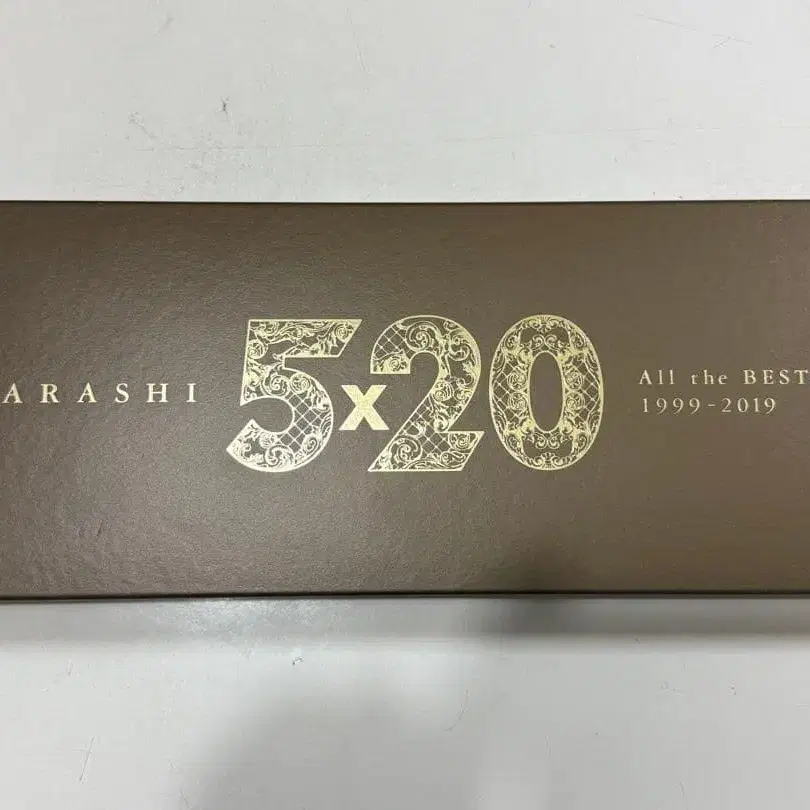 ARASHI
5x20
All the BEST
1999-2019